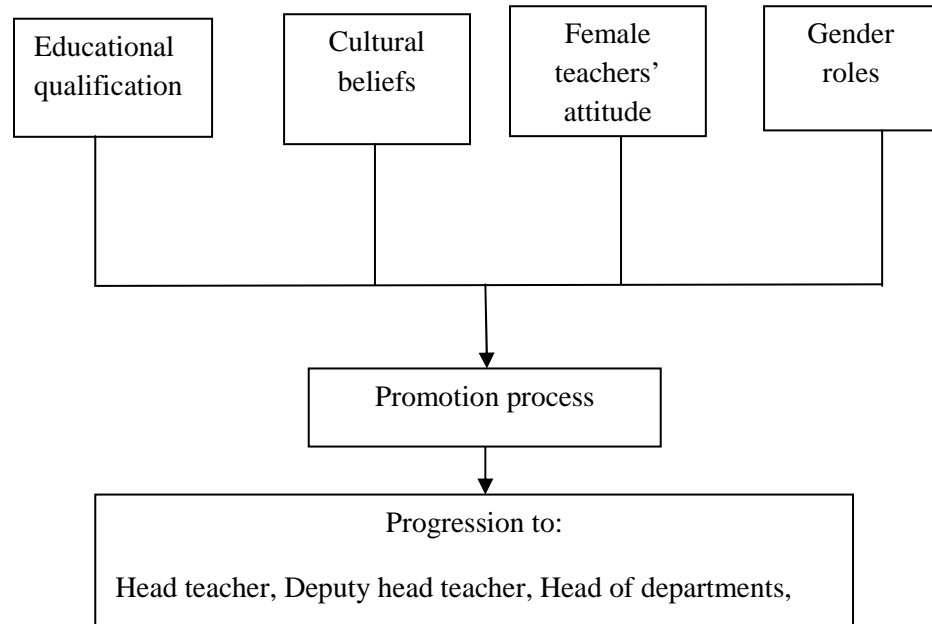 Educational
qualification
Cultural
beliefs
Female
teachers’
attitude
Gender
roles
Promotion process
Progression to:
Head teacher, Deputy head teacher, Head of departments,